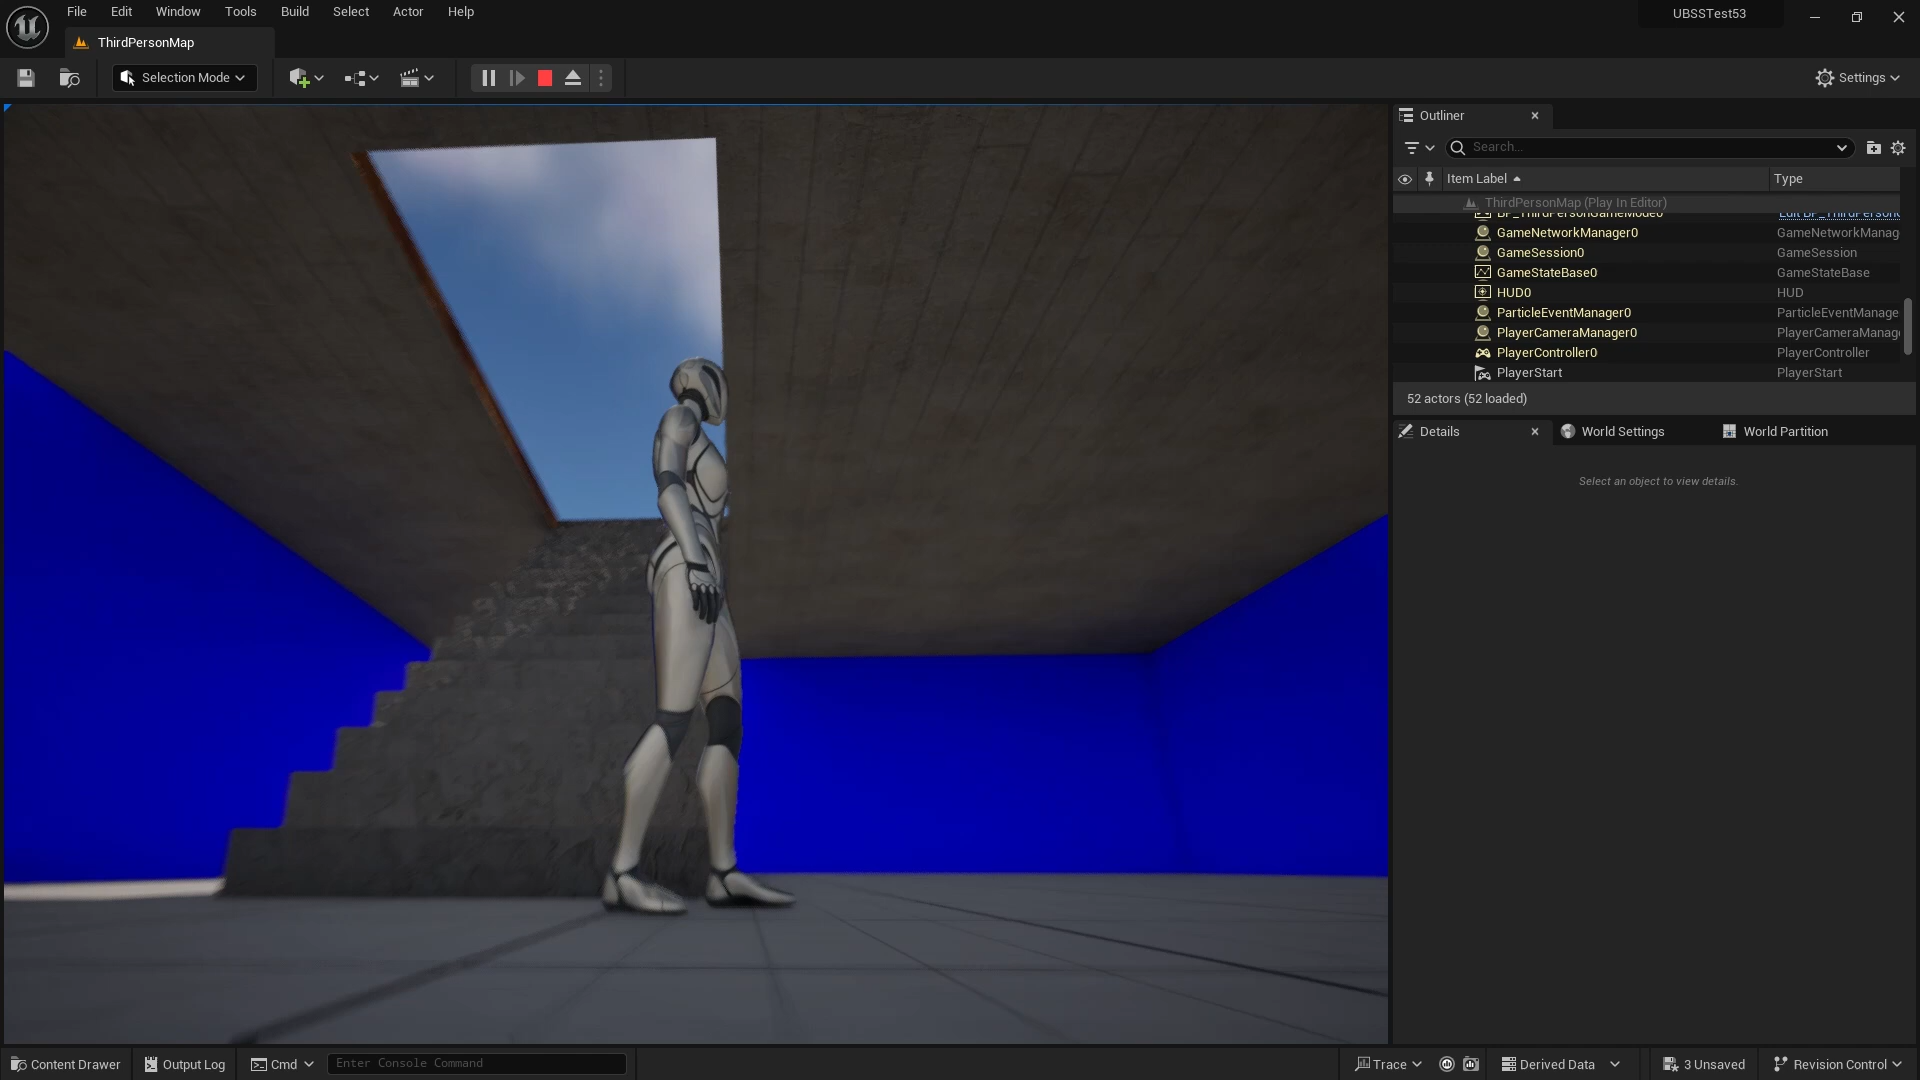 File Edit Window Tools Build Select Actor Help
UBSSTest53
ThirdPersonMap
Selection Mode
Settings
Outliner
Search...
Item Label Type
ThirdPersonMap (Play In Editor)
BP_ThirdPersonGameMode0 Edit BP_ThirdPerson
GameNetworkManager0 GameNetworkManag
GameSession0 GameSession
GameStateBase0 GameStateBase
HUD0 HUD
ParticleEventManager0 ParticleEventManage
PlayerCameraManager0 PlayerCameraManag
PlayerController0 PlayerController
PlayerStart PlayerStart
52 actors (52 loaded)
Details World Settings World Partition
Select an object to view details.
Content Drawer Output Log Cmd Enter Console Command Trace Derived Data 3 Unsaved Revision Control